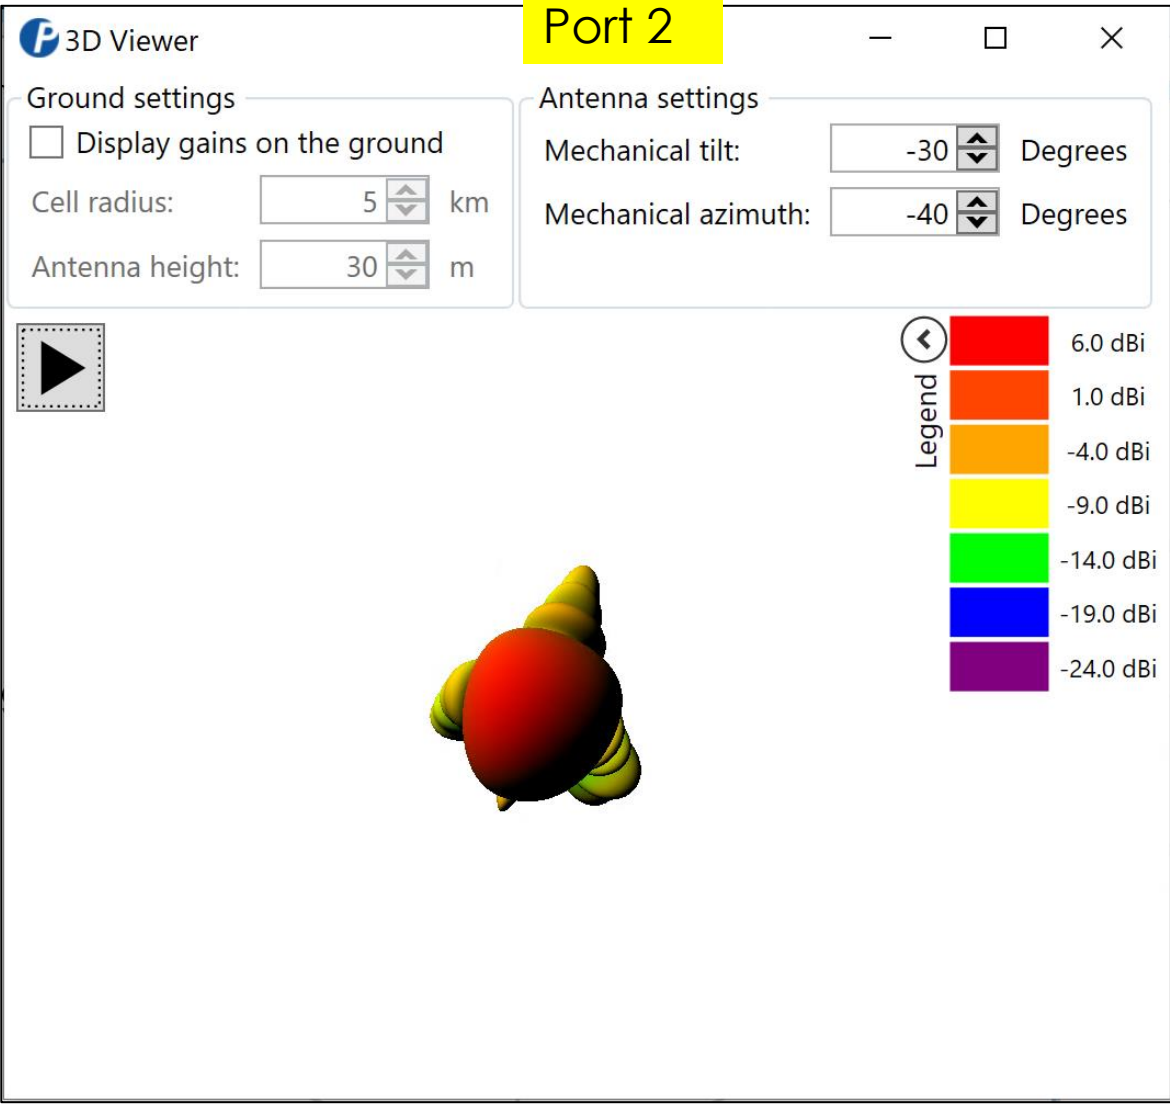 Port 2
3D Viewer
Ground settings
Display gains on the ground
Cell radius: 5 km
Antenna height: 30 m
Antenna settings
Mechanical tilt: -30 Degrees
Mechanical azimuth: -40 Degrees
Legend
6.0 dBi
1.0 dBi
-4.0 dBi
-9.0 dBi
-14.0 dBi
-19.0 dBi
-24.0 dBi